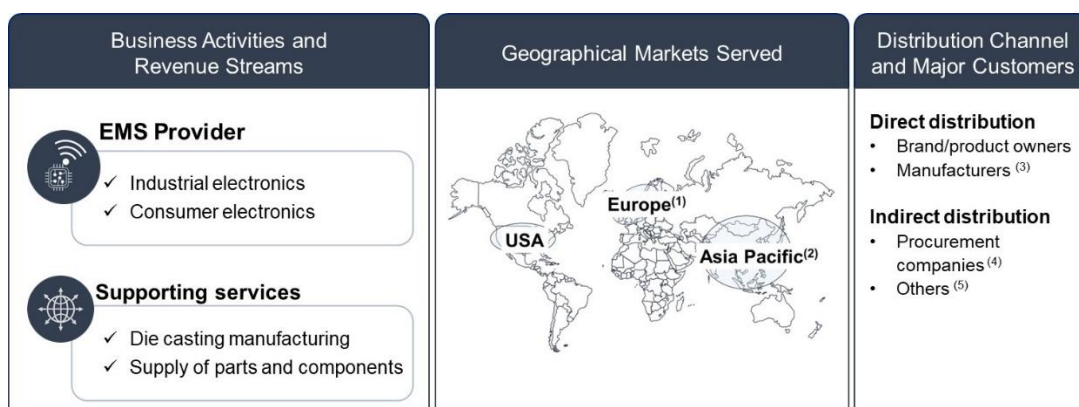 Business Activities and
Revenue Streams
EMS Provider
✓ Industrial electronics
✓ Consumer electronics
Supporting services
✓ Die casting manufacturing
✓ Supply of parts and components
Geographical Markets Served
Europe(1)
USA
Asia Pacific(2)
Distribution Channel
and Major Customers
Direct distribution
• Brand/product owners
• Manufacturers (3)
Indirect distribution
• Procurement
companies (4)
• Others (5)